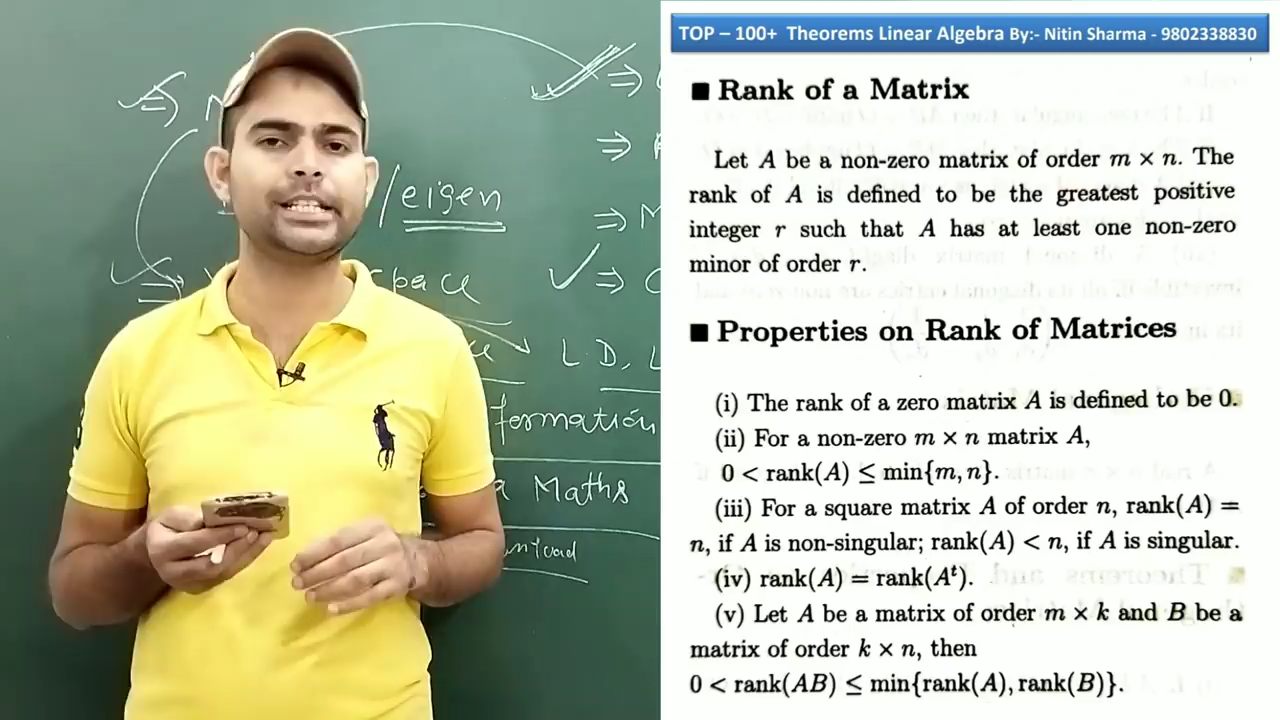 TOP – 100+ Theorems Linear Algebra By:- Nitin Sharma - 9802338830
■ Rank of a Matrix
Let A be a non-zero matrix of order m × n. The
rank of A is defined to be the greatest positive
integer r such that A has at least one non-zero
minor of order r.
■ Properties on Rank of Matrices
(i) The rank of a zero matrix A is defined to be 0.
(ii) For a non-zero m × n matrix A,
0 < rank(A) ≤ min{m, n}.
(iii) For a square matrix A of order n, rank(A) =
n, if A is non-singular; rank(A) < n, if A is singular.
(iv) rank(A) = rank(Aᵗ).
(v) Let A be a matrix of order m × k and B be a
matrix of order k × n, then
0 < rank(AB) ≤ min{rank(A), rank(B)}.
/eigen
L.D,
Maths